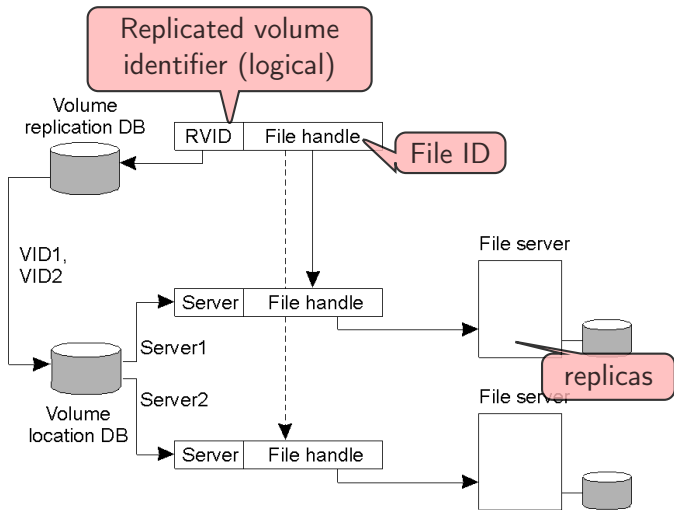 Replicated volume
identifier (logical)
Volume
replication DB
RVID
File handle
File ID
VID1,
VID2
File server
Server
File handle
Server1
replicas
Server2
File server
Volume
location DB
Server
File handle